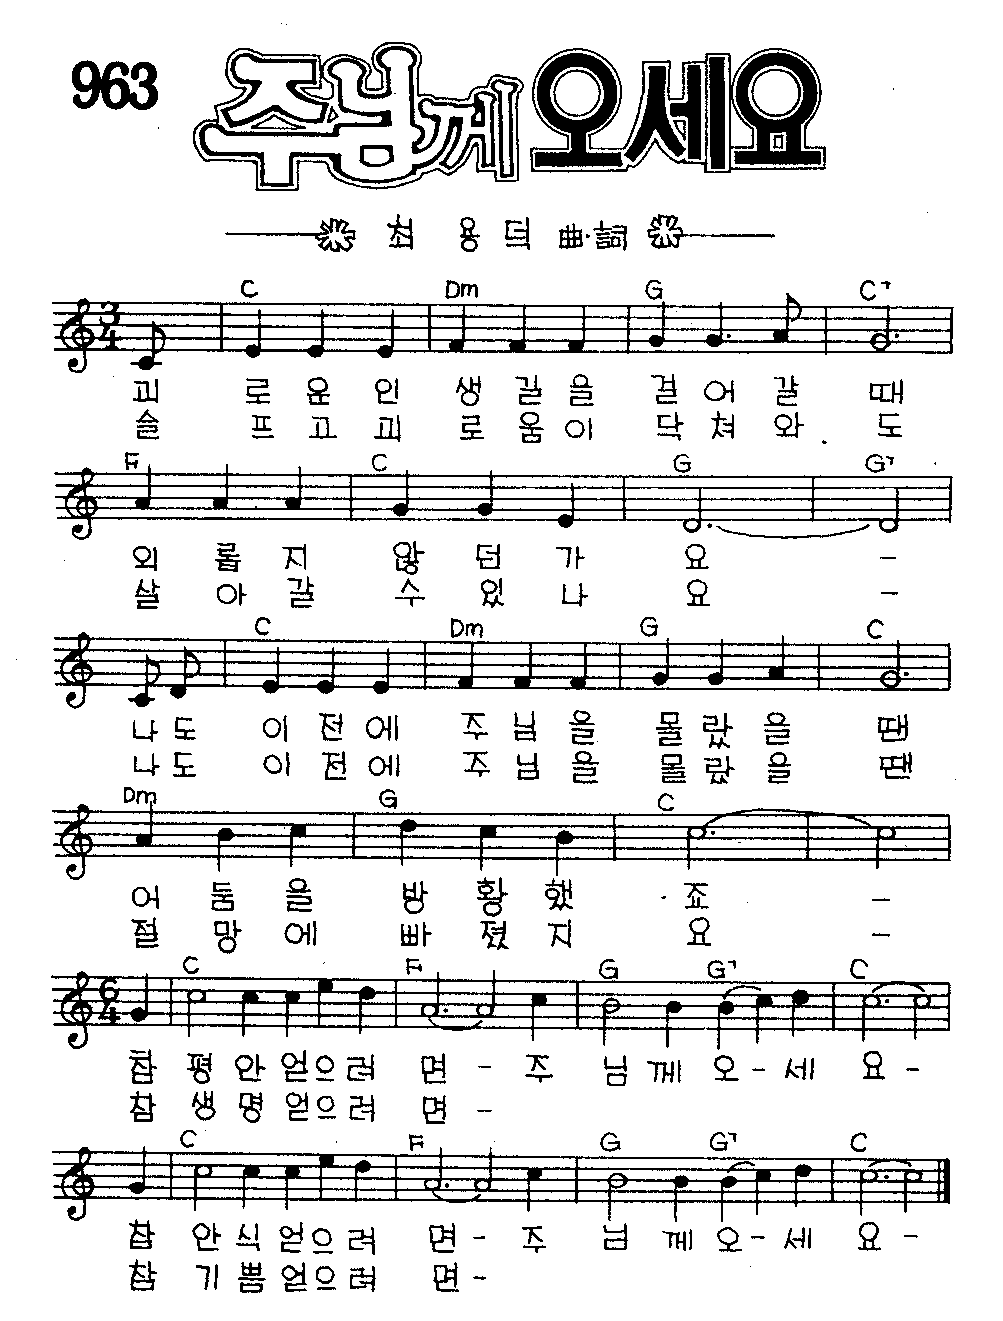 963
주님께 오세요
최용덕 曲·詞
3/4
C Dm G C7
괴 로 운 인 생 길 을 걸 어 갈 때
슬 프 고 괴 로 움 이 닥 쳐 와 도
F C G G7
외 롭 지 않 던 가 요 -
살 아 갈 수 있 나 요 -
C Dm G C
나 도 이 전 에 주 님 을 몰 랐 을 땐
나 도 이 전 에 주 님 을 몰 랐 을 땐
Dm G C
어 둠 을 방 황 했 죠 -
절 망 에 빠 졌 지 요 -
C F G G7 C
6/4
참 평 안 얻 으 려 면 - 주 님 께 오 - 세 요 -
참 생 명 얻 으 려 면 -
C F G G7 C
참 안 식 얻 으 려 면 - 주 님 께 오 - 세 요 -
참 기 쁨 얻 으 려 면 -